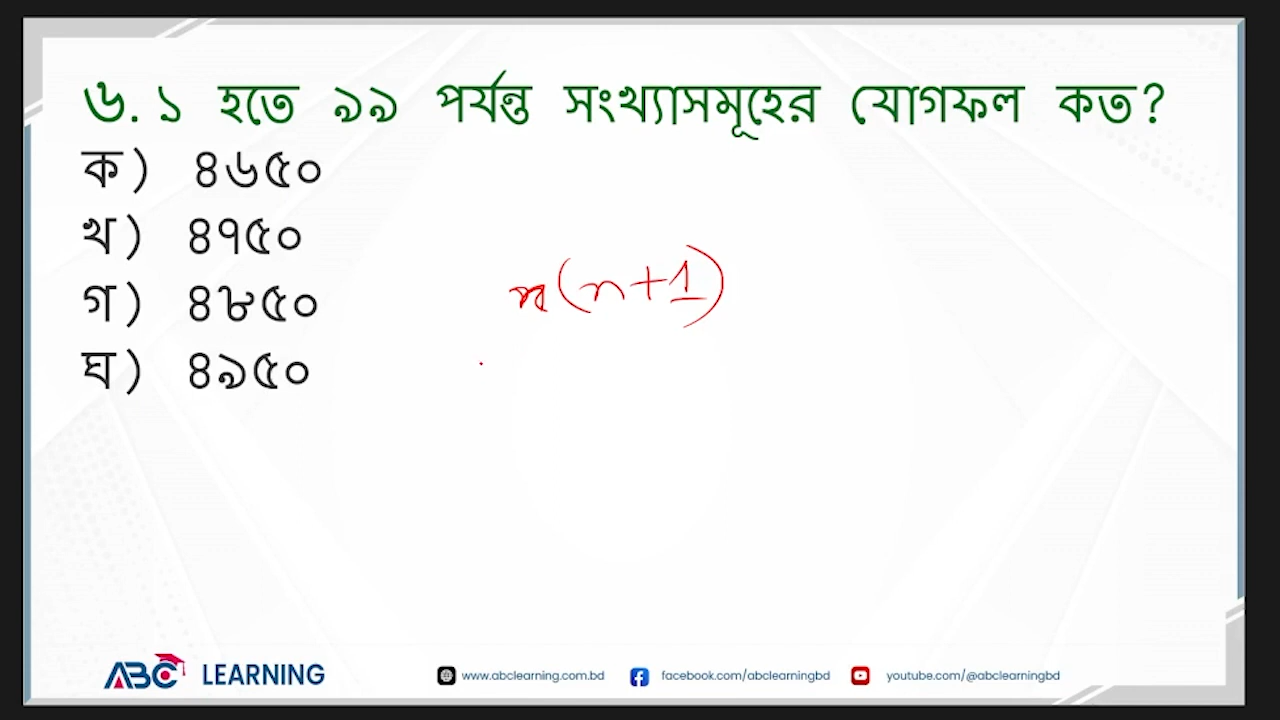 ৬. ১ হতে ৯৯ পর্যন্ত সংখ্যাসমূহের যোগফল কত?
ক) ৪৬৫০
খ) ৪৭৫০
গ) ৪৮৫০
ঘ) ৪৯৫০
n(n+1)
ABC LEARNING
www.abclearning.com.bd
facebook.com/abclearningbd
youtube.com/@abclearningbd